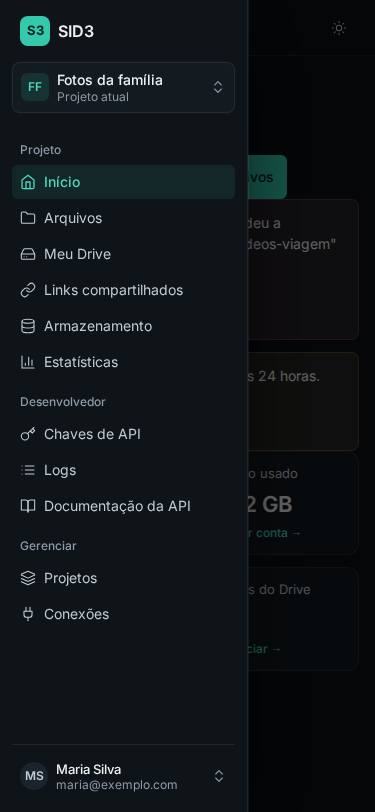 S3 SID3
FF Fotos da família
Projeto atual
Projeto
Início
Arquivos
Meu Drive
Links compartilhados
Armazenamento
Estatísticas
Desenvolvedor
Chaves de API
Logs
Documentação da API
Gerenciar
Projetos
Conexões
MS Maria Silva
maria@exemplo.com
vos
deu a
deos-viagem"
s 24 horas.
o usado
2 GB
r conta →
s do Drive
ciar →